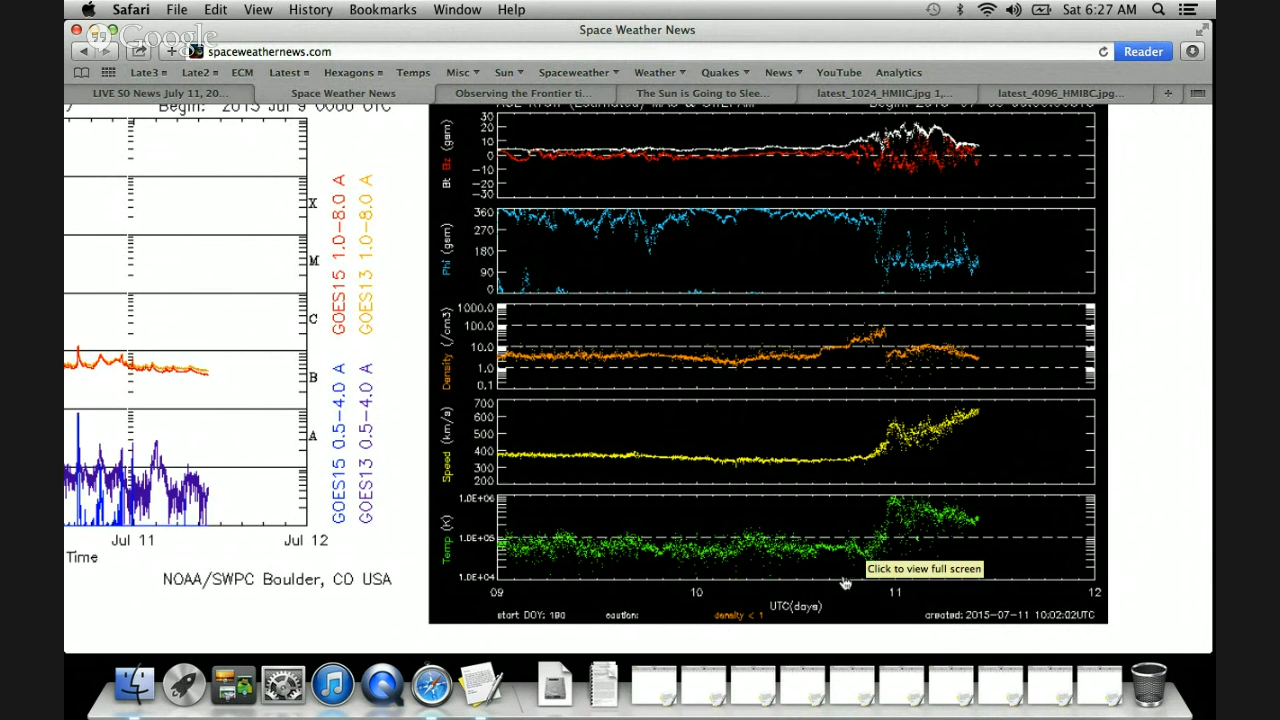 Safari File Edit View History Bookmarks Window Help Sat 6:27 AM
Google
Space Weather News
spaceweathernews.com Reader
Late3 Late2 ECM Latest Hexagons Temps Misc Sun Spaceweather Weather Quakes News YouTube Analytics
LIVE S0 News July 11, 20... Space Weather News Observing the Frontier ti... The Sun is Going to Slee... latest_1024_HMIIC.jpg 1,... latest_4096_HMIBC.jpg...
X
M
C
B
A
GOES15 1.0-8.0 A
GOES13 1.0-8.0 A
GOES15 0.5-4.0 A
GOES13 0.5-4.0 A
Jul 11 Jul 12
Time
NOAA/SWPC Boulder, CO USA
Bt Bz (gsm)
30
20
10
0
-10
-20
-30
Phi (gsm)
360
270
180
90
0
Density (/cm3)
1000.0
100.0
10.0
1.0
0.1
Speed (km/s)
700
600
500
400
300
200
Temp (K)
1.0E+06
1.0E+05
1.0E+04
Click to view full screen
09 10 11 12
UTC(days)
start DOY: 190 caution: density < 1 created: 2015-07-11 10:02:02UTC